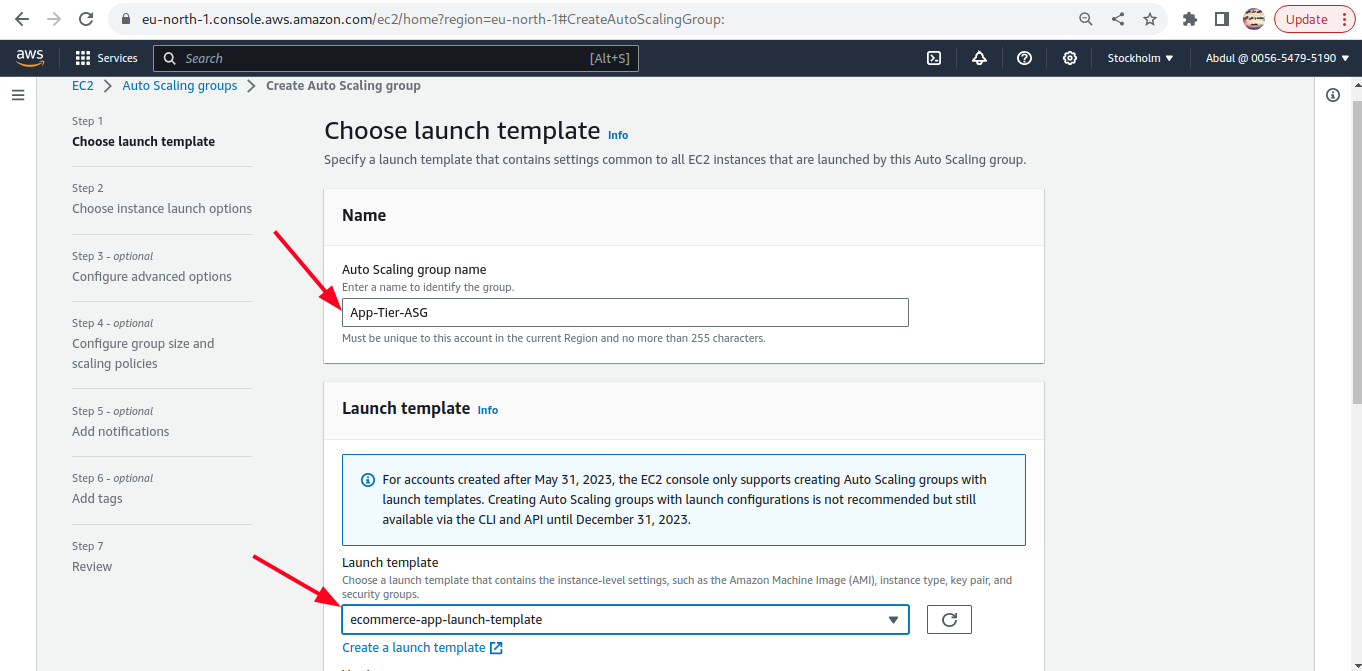 eu-north-1.console.aws.amazon.com/ec2/home?region=eu-north-1#CreateAutoScalingGroup:
Update
aws
Services
Search
[Alt+S]
Stockholm
Abdul @ 0056-5479-5190
EC2
Auto Scaling groups
Create Auto Scaling group
Step 1
Choose launch template
Step 2
Choose instance launch options
Step 3 - optional
Configure advanced options
Step 4 - optional
Configure group size and
scaling policies
Step 5 - optional
Add notifications
Step 6 - optional
Add tags
Step 7
Review
Choose launch template Info
Specify a launch template that contains settings common to all EC2 instances that are launched by this Auto Scaling group.
Name
Auto Scaling group name
Enter a name to identify the group.
App-Tier-ASG
Must be unique to this account in the current Region and no more than 255 characters.
Launch template Info
For accounts created after May 31, 2023, the EC2 console only supports creating Auto Scaling groups with
launch templates. Creating Auto Scaling groups with launch configurations is not recommended but still
available via the CLI and API until December 31, 2023.
Launch template
Choose a launch template that contains the instance-level settings, such as the Amazon Machine Image (AMI), instance type, key pair, and
security groups.
ecommerce-app-launch-template
Create a launch template